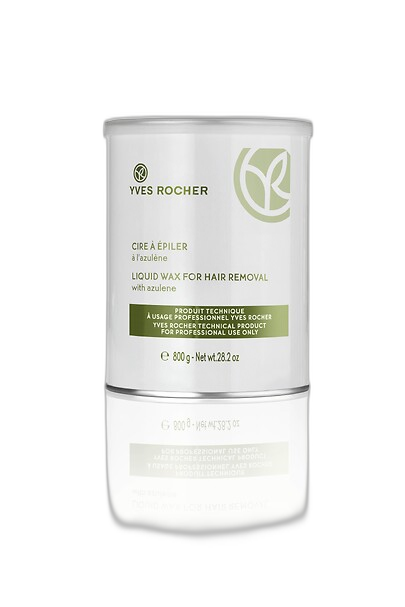 YVES ROCHER
CIRE À ÉPILER
à l'azulène
LIQUID WAX FOR HAIR REMOVAL
with azulene
PRODUIT TECHNIQUE
À USAGE PROFESSIONNEL YVES ROCHER
YVES ROCHER TECHNICAL PRODUCT
FOR PROFESSIONAL USE ONLY
℮ 800 g - Net wt. 28.2 oz